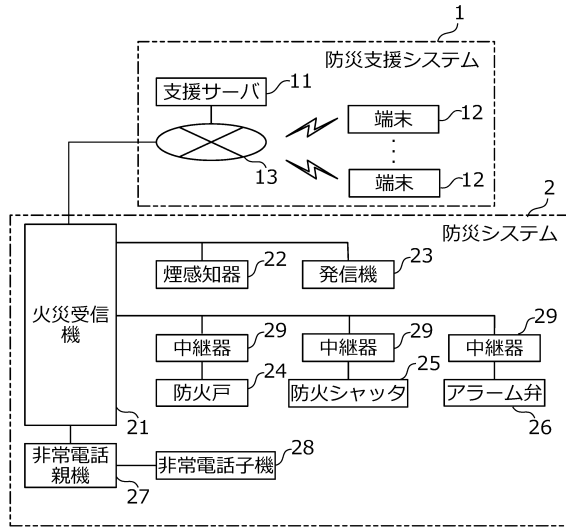 1
防災支援システム
支援サーバ
11
端末
12
13
端末
12
2
防災システム
火災受信
機
21
煙感知器
22
発信機
23
中継器
29
中継器
29
中継器
29
防火戸
24
防火シャッタ
25
アラーム弁
26
非常電話
親機
27
非常電話子機
28